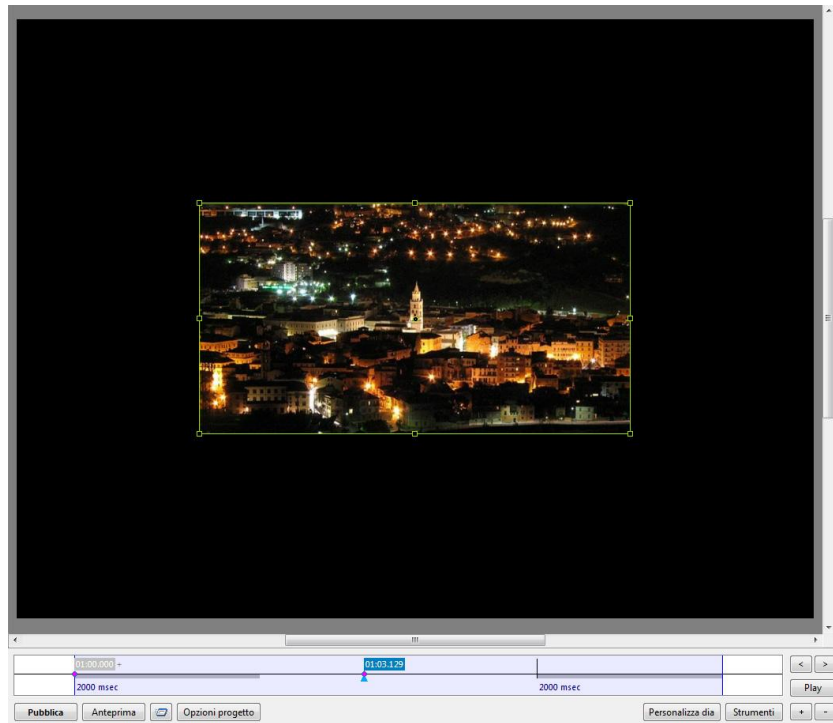 01:00.000 +
01:03.129
2000 msec
2000 msec
< >
Play
Pubblica Anteprima Opzioni progetto Personalizza dia Strumenti + -